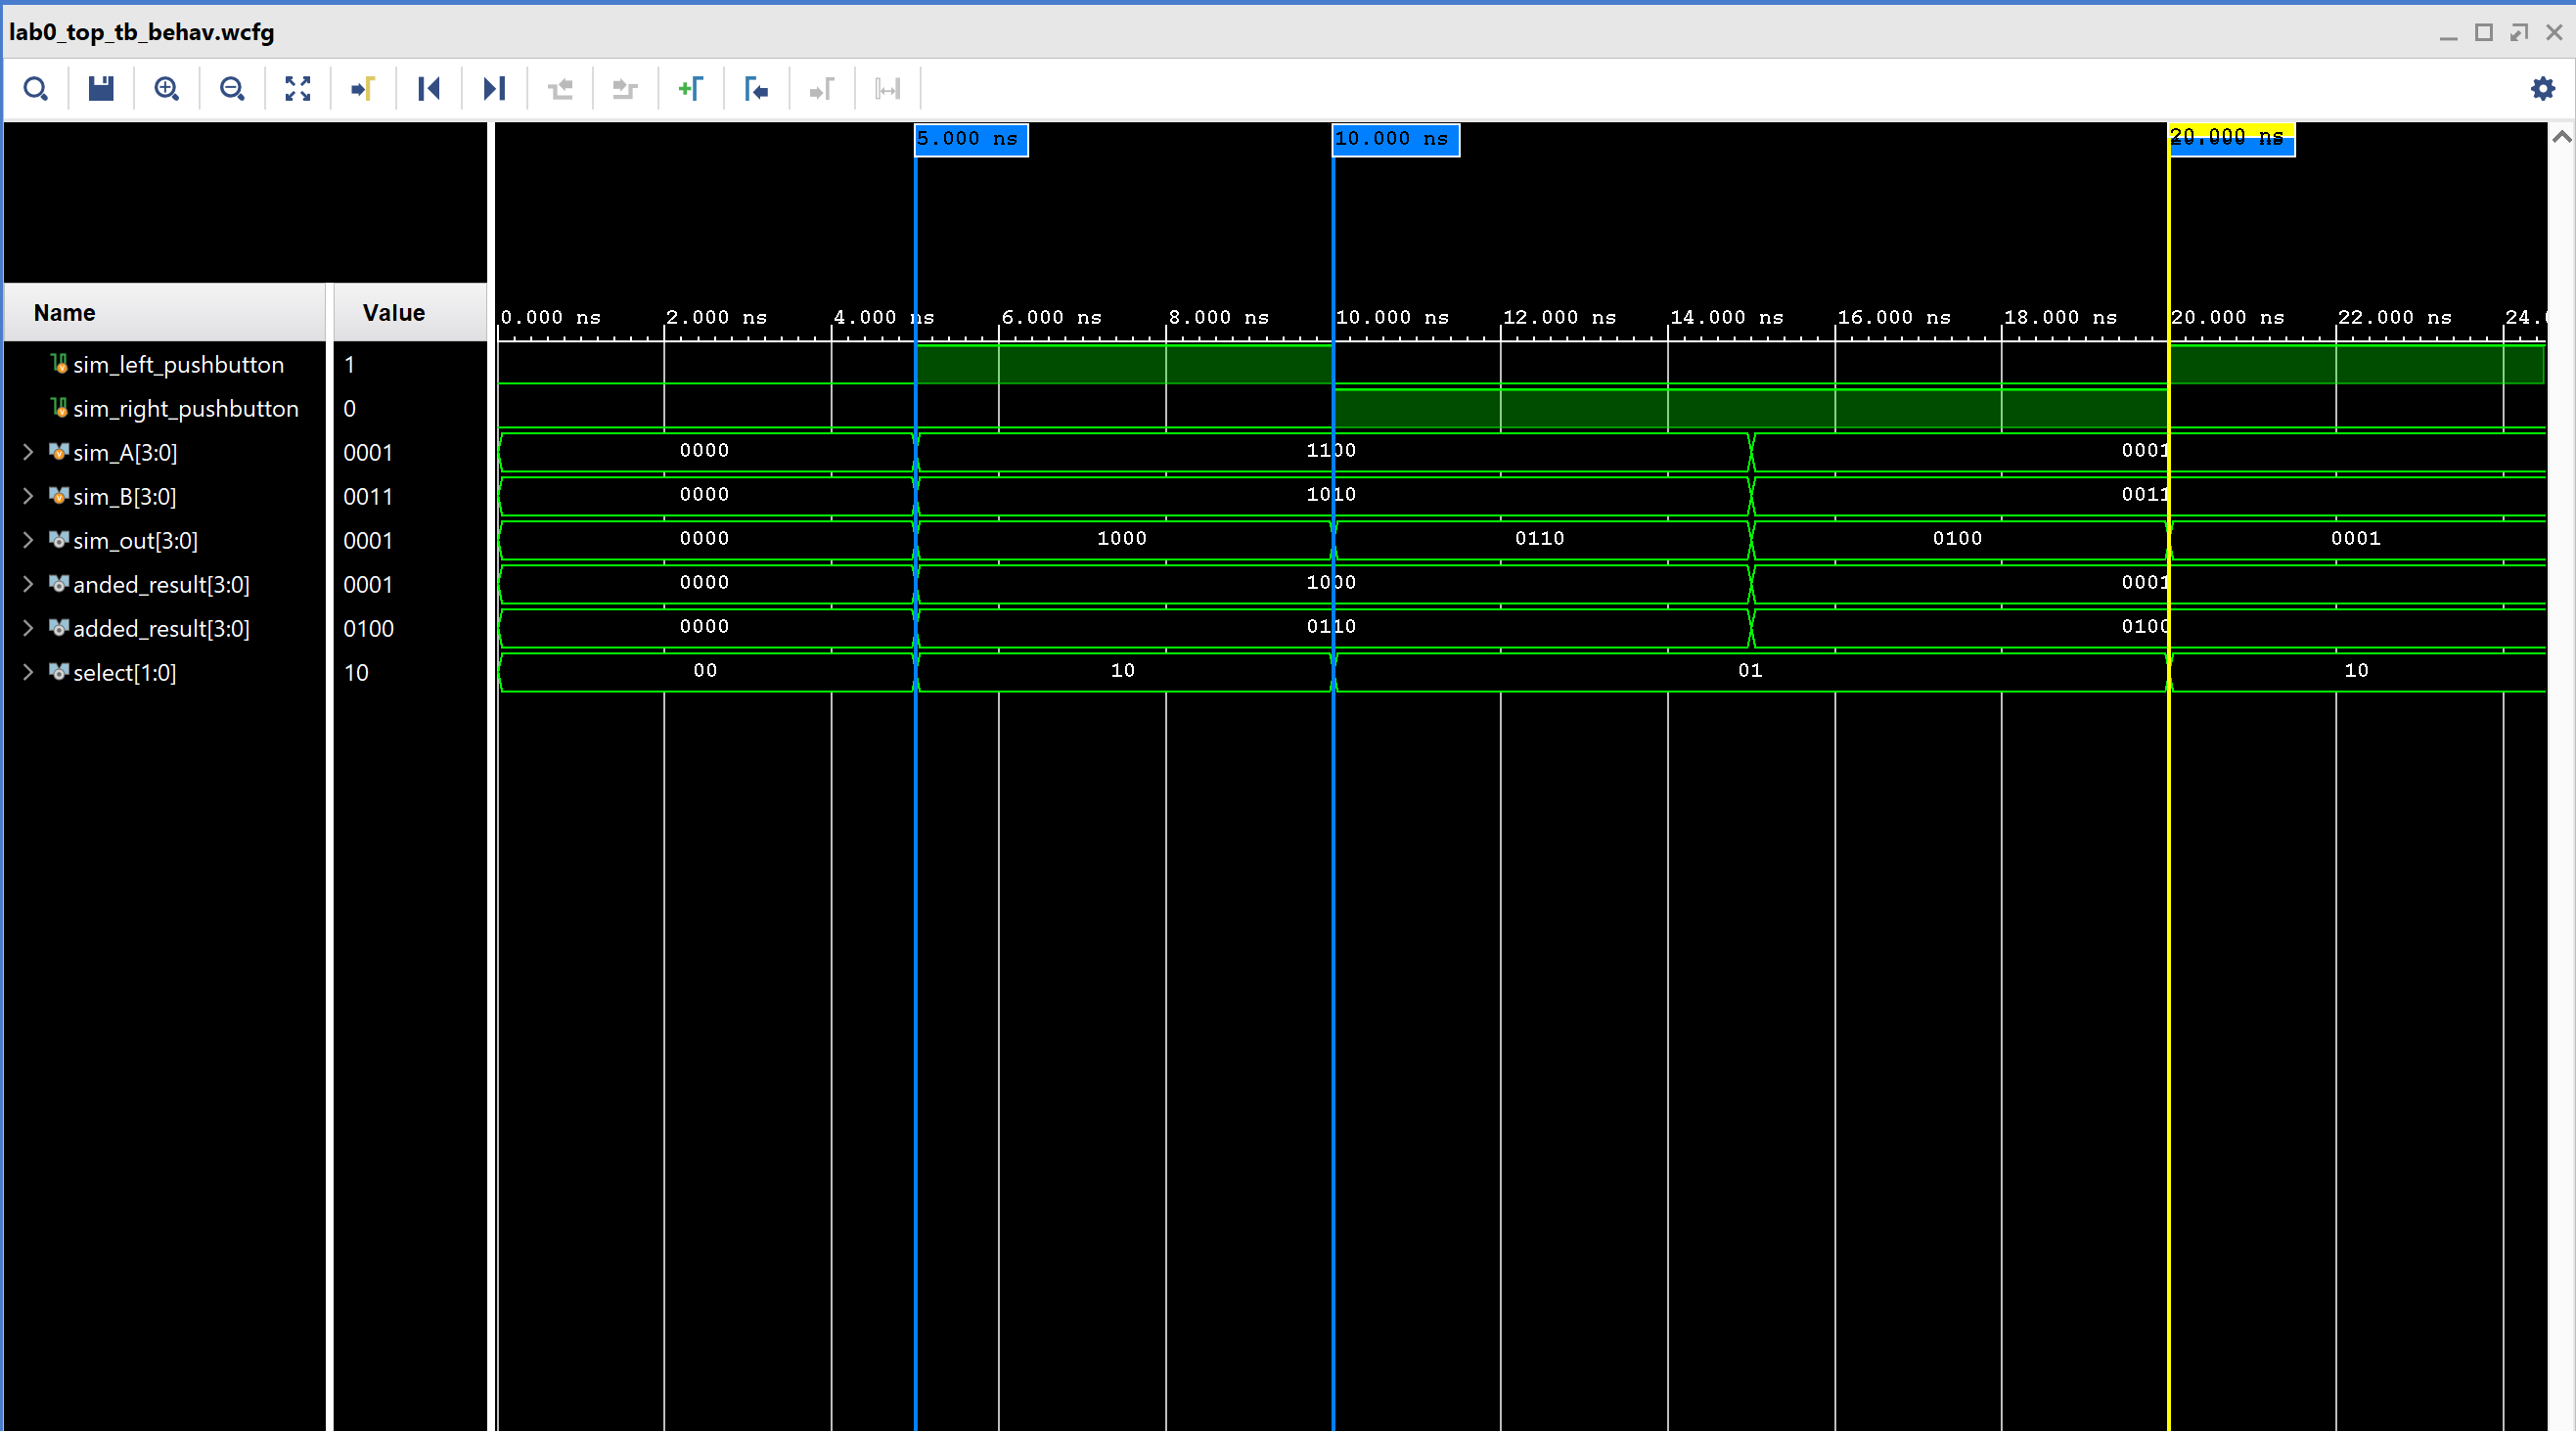 lab0_top_tb_behav.wcfg
5.000 ns 10.000 ns 20.000 ns
Name Value
0.000 ns 2.000 ns 4.000 ns 6.000 ns 8.000 ns 10.000 ns 12.000 ns 14.000 ns 16.000 ns 18.000 ns 20.000 ns 22.000 ns 24.0
sim_left_pushbutton 1
sim_right_pushbutton 0
sim_A[3:0] 0001 0000 1100 0001
sim_B[3:0] 0011 0000 1010 0011
sim_out[3:0] 0001 0000 1000 0110 0100 0001
anded_result[3:0] 0001 0000 1000 0001
added_result[3:0] 0100 0000 0110 0100
select[1:0] 10 00 10 01 10